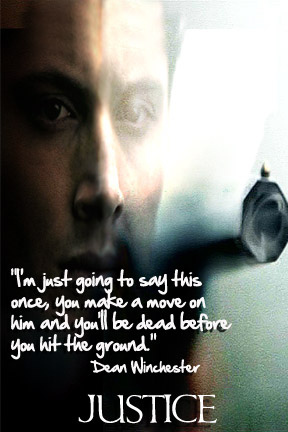 "I'm just going to say this
once, you make a move on
him and you'll be dead before
you hit the ground."
Dean Winchester
JUSTICE